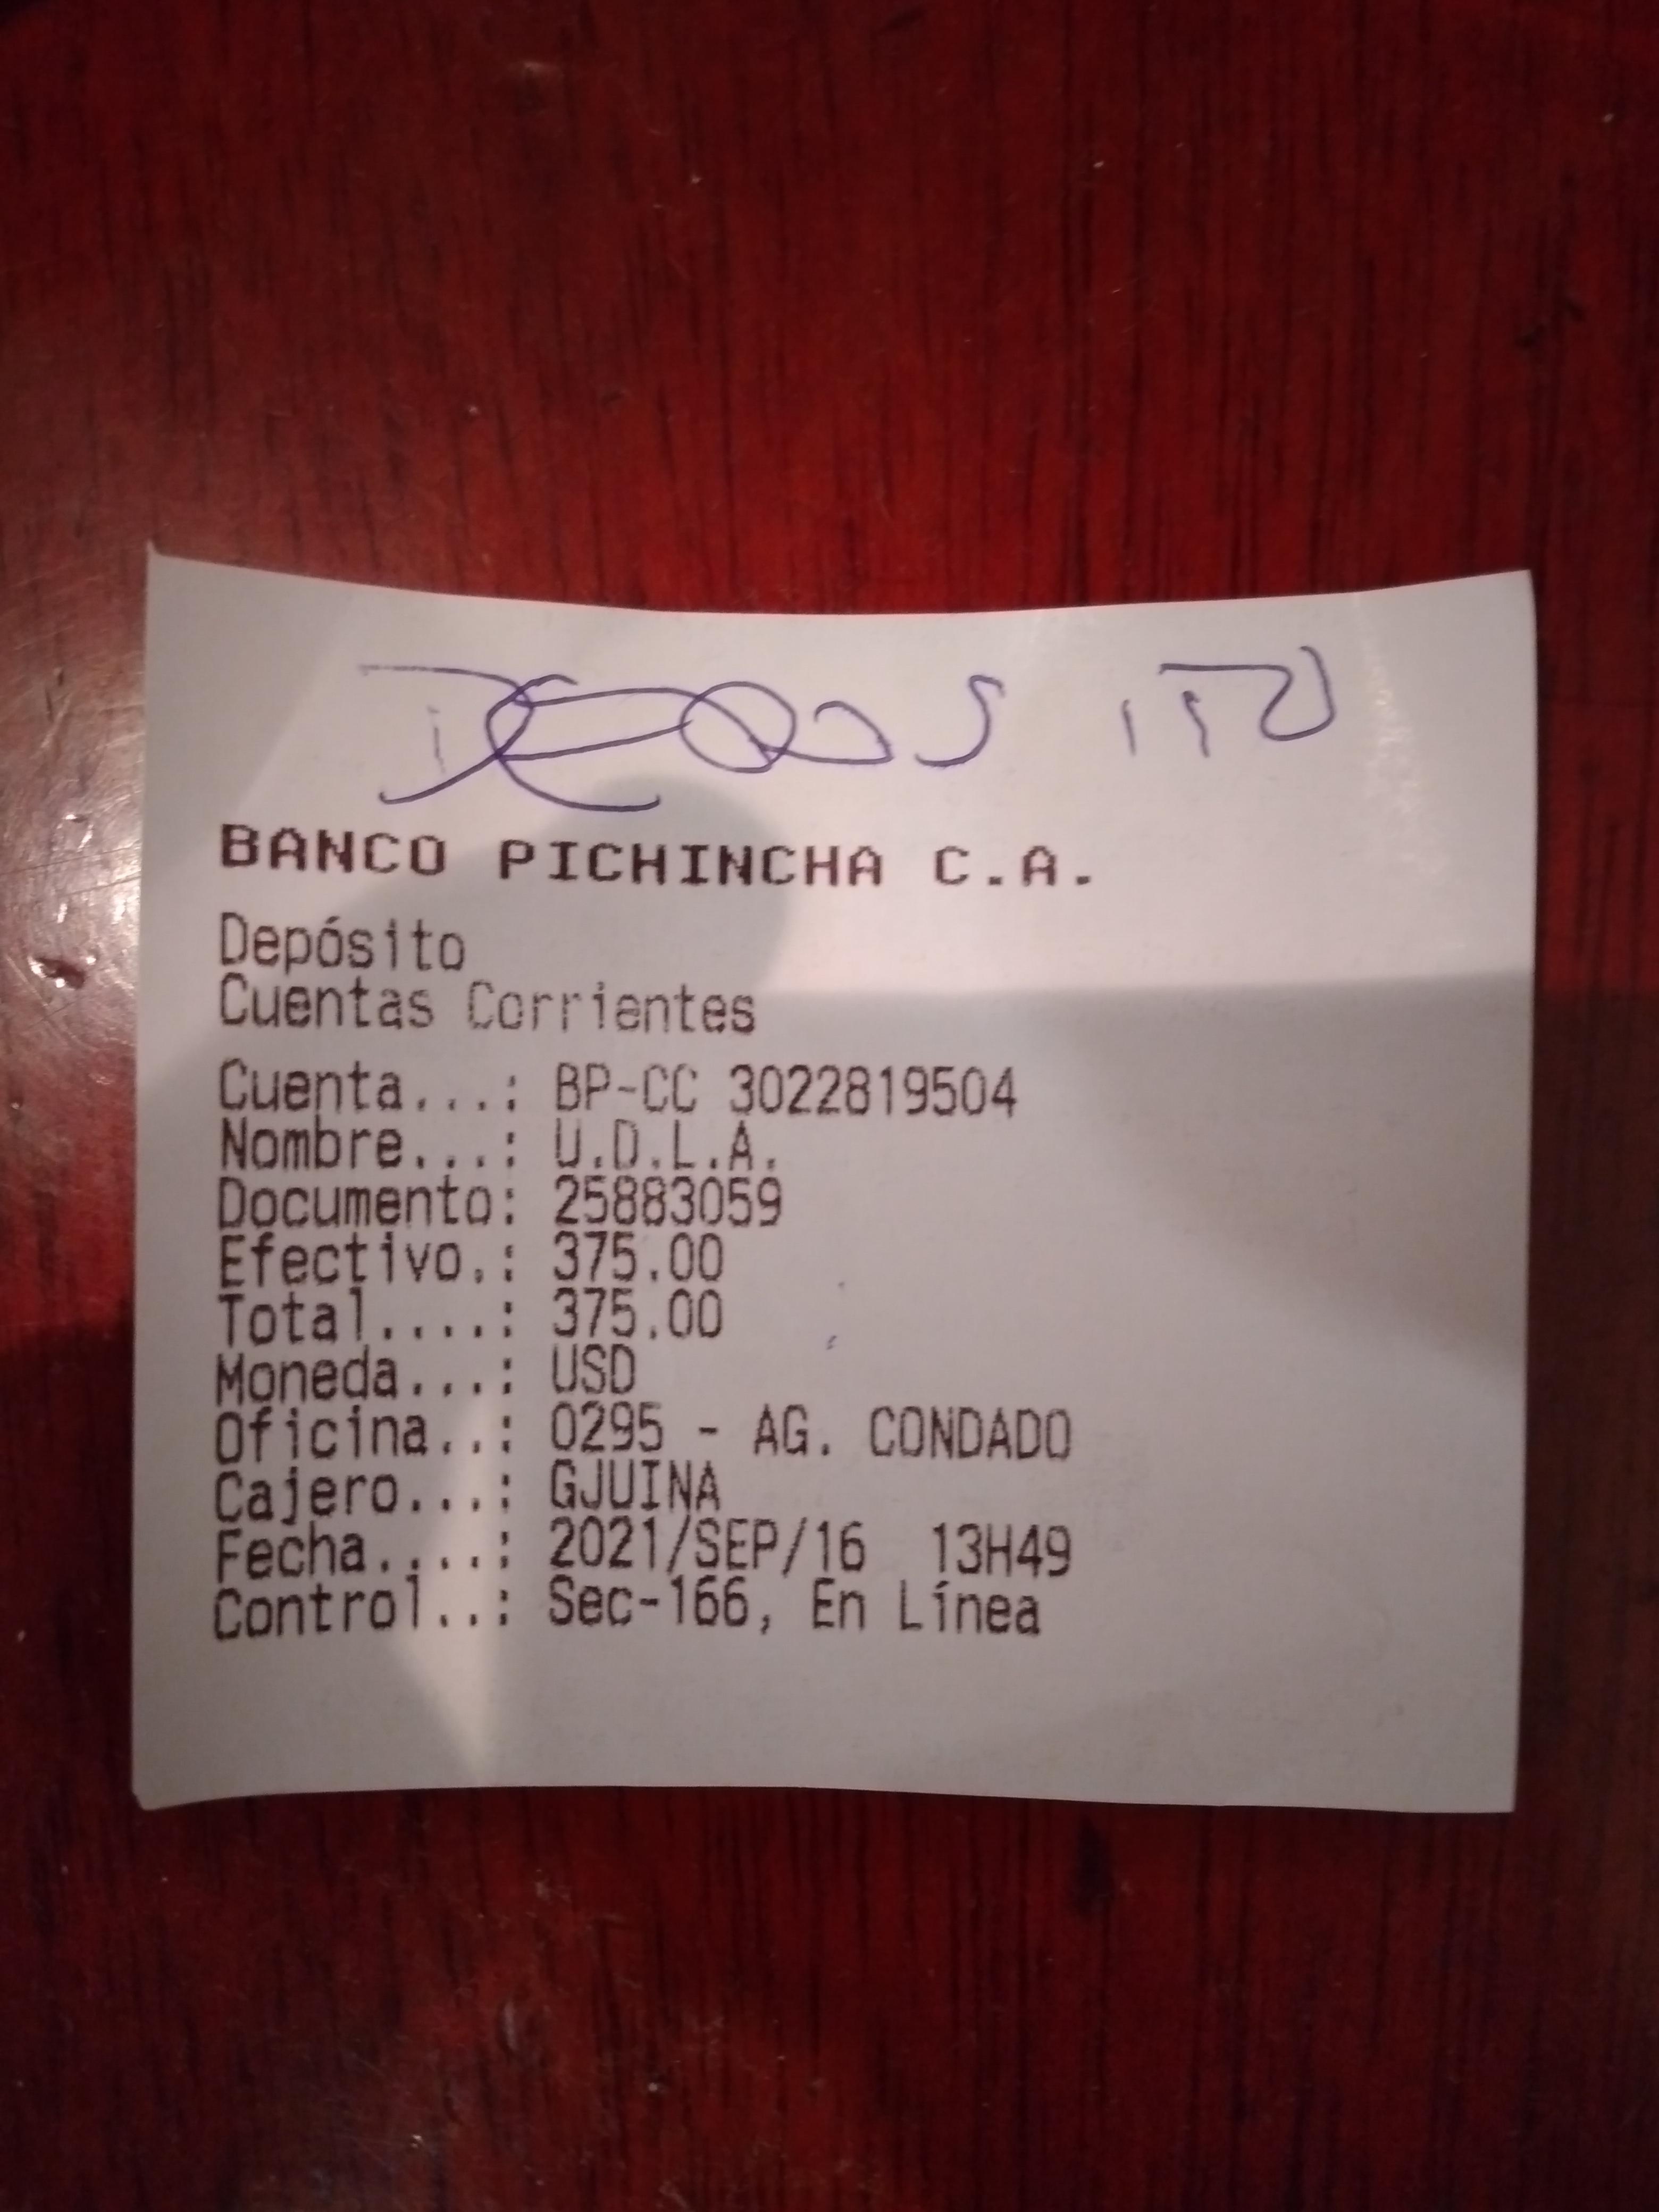 Deposito
BANCO PICHINCHA C.A.
Depósito
Cuentas Corrientes
Cuenta...: BP-CC 3022819504
Nombre...: U.D.L.A.
Documento: 25883059
Efectivo.: 375.00
Total....: 375.00
Moneda...: USD
Oficina..: 0295 - AG. CONDADO
Cajero...: GJUINA
Fecha....: 2021/SEP/16 13H49
Control..: Sec-166, En Línea